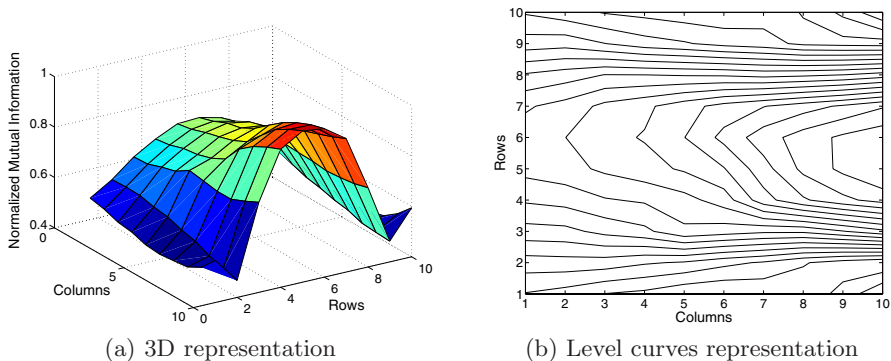 1
0.8
0.6
0.4
Normalized Mutual Information
0
5
10
Columns
0
2
4
6
8
10
Rows
(a) 3D representation
10
9
8
7
6
5
4
3
2
1
Rows
1 2 3 4 5 6 7 8 9 10
Columns
(b) Level curves representation